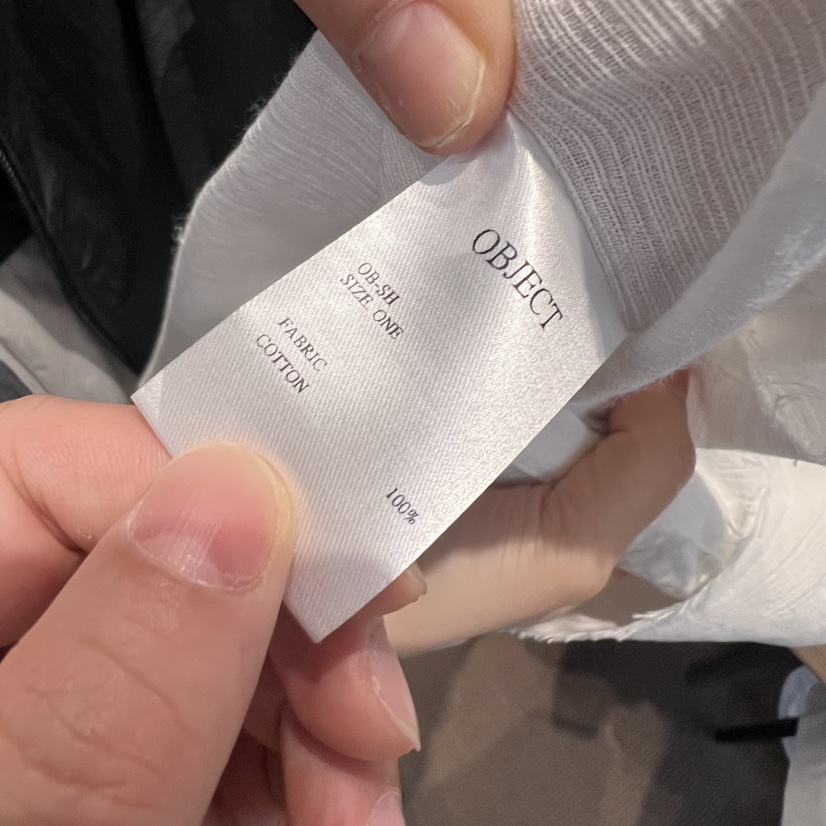 OBJECT
OB-SH
SIZE ONE
FABRIC
COTTON
100%